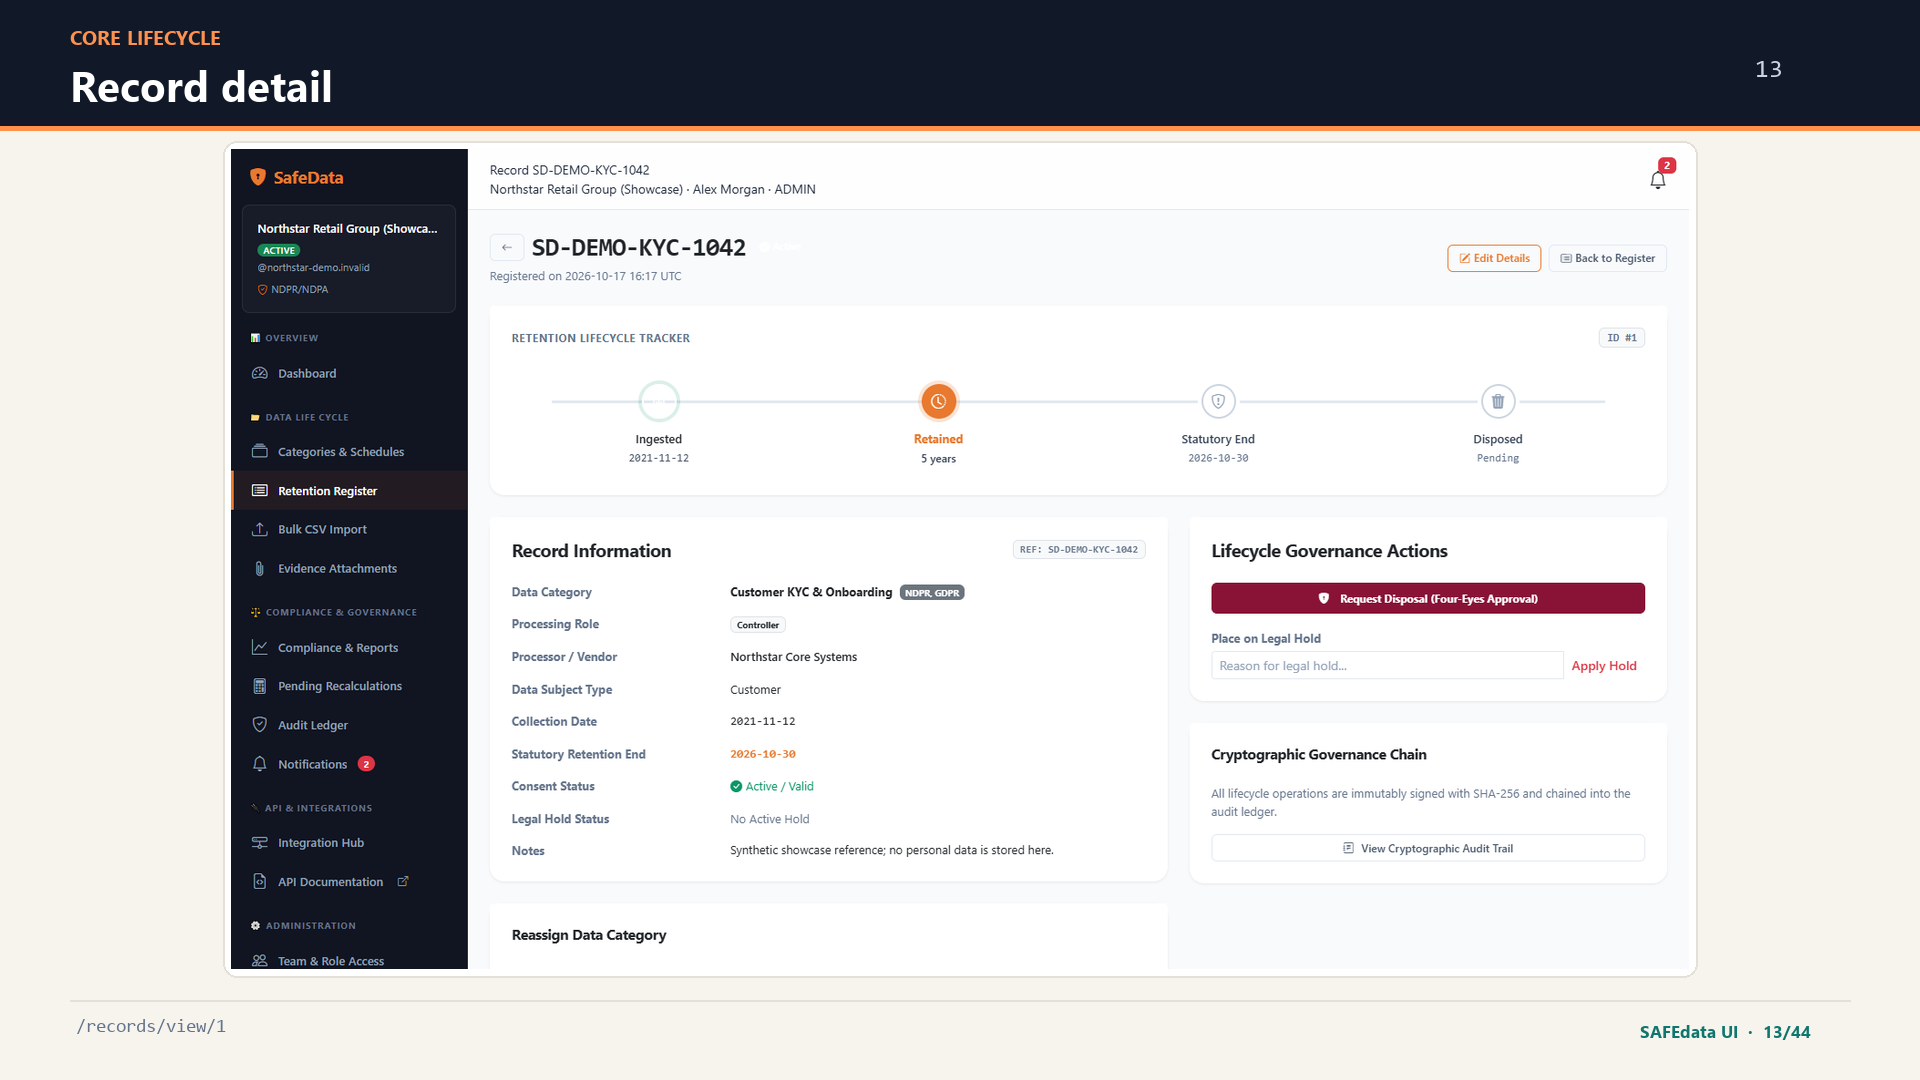 CORE LIFECYCLE
Record detail
13
SafeData
Northstar Retail Group (Showca...
ACTIVE
@northstar-demo.invalid
NDPR/NDPA
OVERVIEW
Dashboard
DATA LIFE CYCLE
Categories & Schedules
Retention Register
Bulk CSV Import
Evidence Attachments
COMPLIANCE & GOVERNANCE
Compliance & Reports
Pending Recalculations
Audit Ledger
Notifications 2
API & INTEGRATIONS
Integration Hub
API Documentation
ADMINISTRATION
Team & Role Access
Record SD-DEMO-KYC-1042
Northstar Retail Group (Showcase) · Alex Morgan · ADMIN
2
SD-DEMO-KYC-1042
Registered on 2026-10-17 16:17 UTC
Edit Details
Back to Register
RETENTION LIFECYCLE TRACKER
ID #1
Ingested
2021-11-12
Retained
5 years
Statutory End
2026-10-30
Disposed
Pending
Record Information
REF: SD-DEMO-KYC-1042
Data Category Customer KYC & Onboarding NDPR, GDPR
Processing Role Controller
Processor / Vendor Northstar Core Systems
Data Subject Type Customer
Collection Date 2021-11-12
Statutory Retention End 2026-10-30
Consent Status Active / Valid
Legal Hold Status No Active Hold
Notes Synthetic showcase reference; no personal data is stored here.
Reassign Data Category
Lifecycle Governance Actions
Request Disposal (Four-Eyes Approval)
Place on Legal Hold
Reason for legal hold...
Apply Hold
Cryptographic Governance Chain
All lifecycle operations are immutably signed with SHA-256 and chained into the
audit ledger.
View Cryptographic Audit Trail
/records/view/1
SAFEdata UI · 13/44